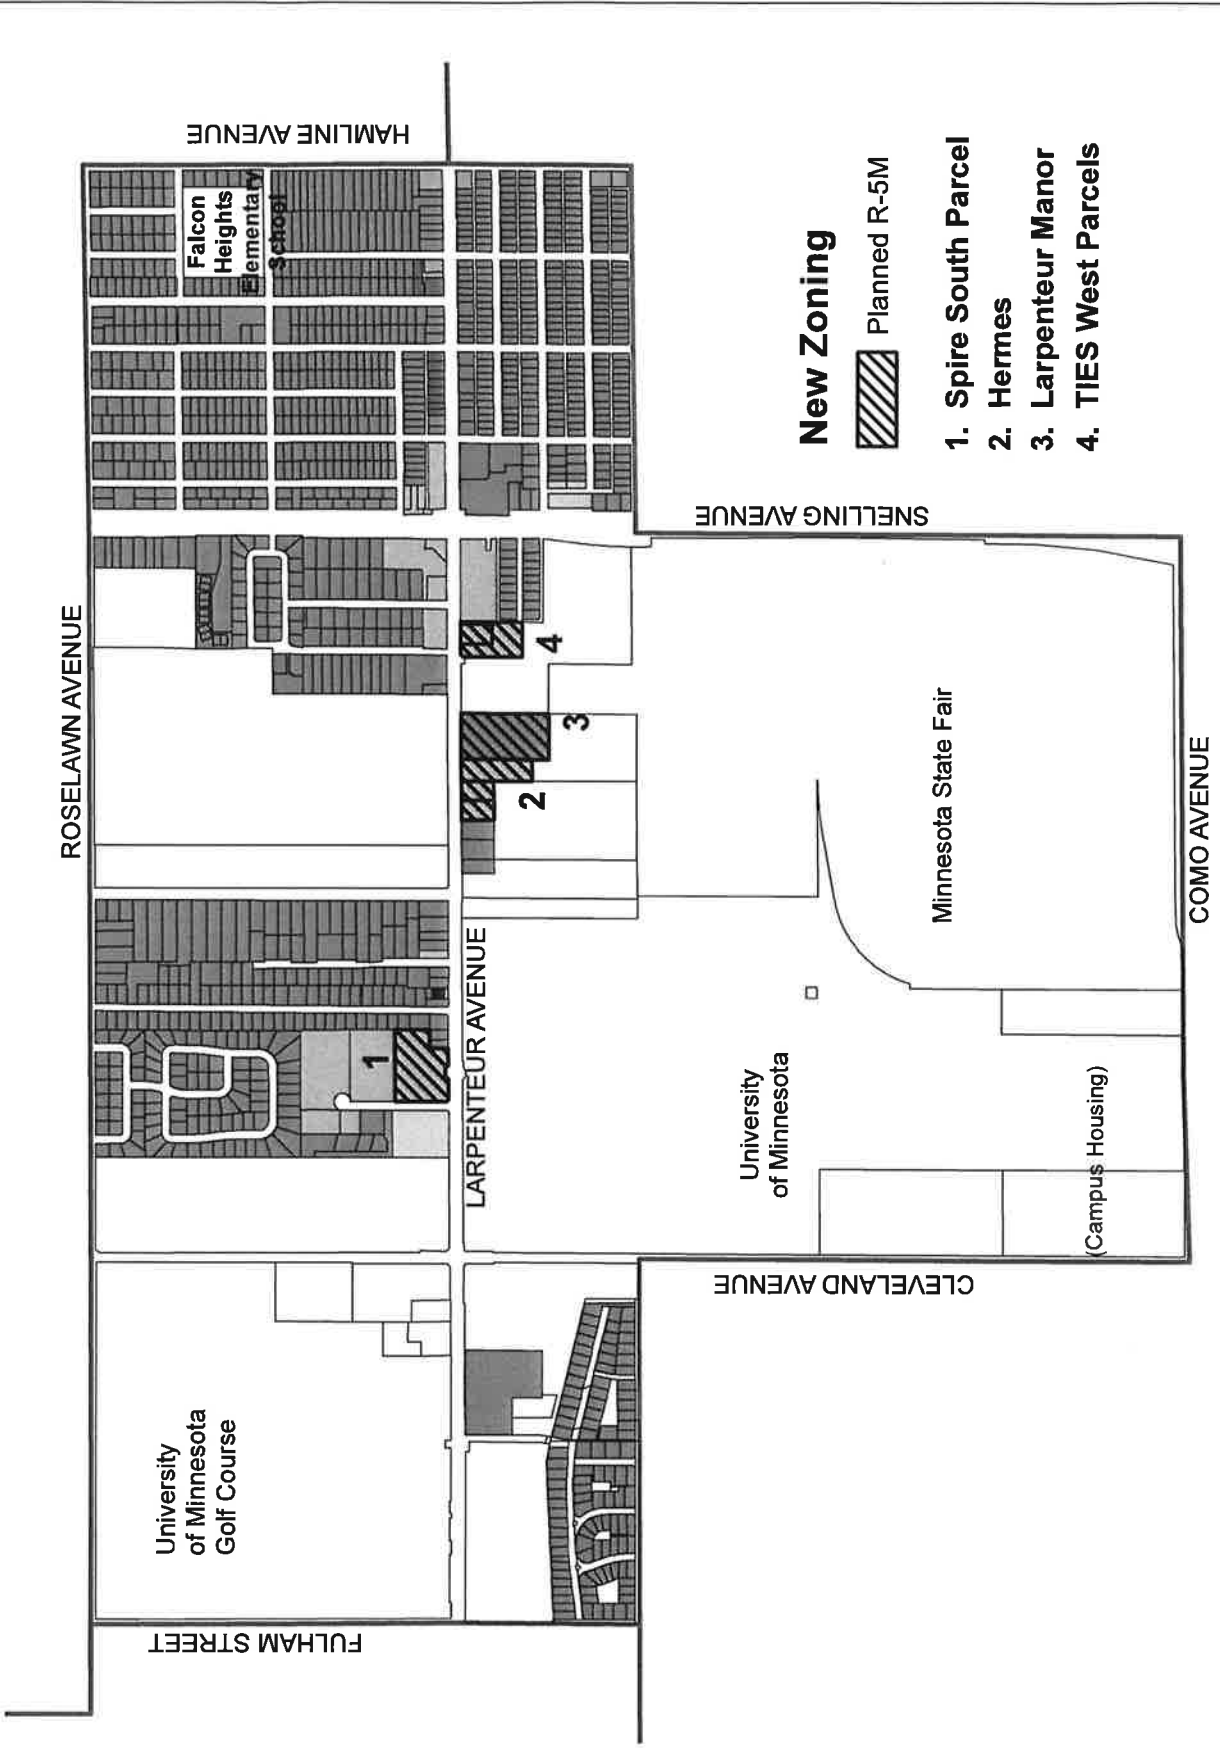 ROSELAWN AVENUE
FULHAM STREET
University
of Minnesota
Golf Course
Falcon
Heights
Elementary
School
HAMLINE AVENUE
1
LARPENTEUR AVENUE
2
3
4
CLEVELAND AVENUE
SNELLING AVENUE
University
of Minnesota
Minnesota State Fair
(Campus Housing)
COMO AVENUE
New Zoning
Planned R-5M
1. Spire South Parcel
2. Hermes
3. Larpenteur Manor
4. TIES West Parcels